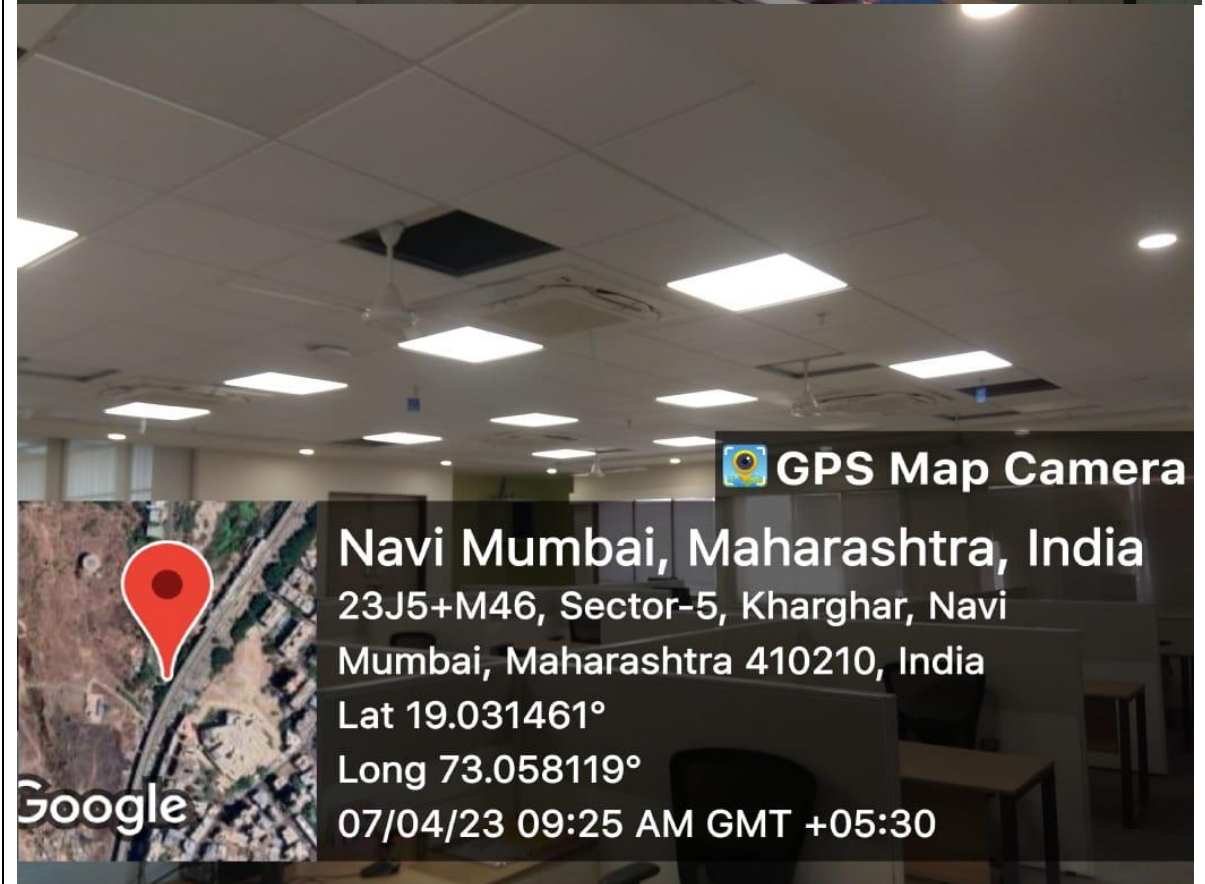 GPS Map Camera
Navi Mumbai, Maharashtra, India
23J5+M46, Sector-5, Kharghar, Navi
Mumbai, Maharashtra 410210, India
Lat 19.031461°
Long 73.058119°
07/04/23 09:25 AM GMT +05:30
Google